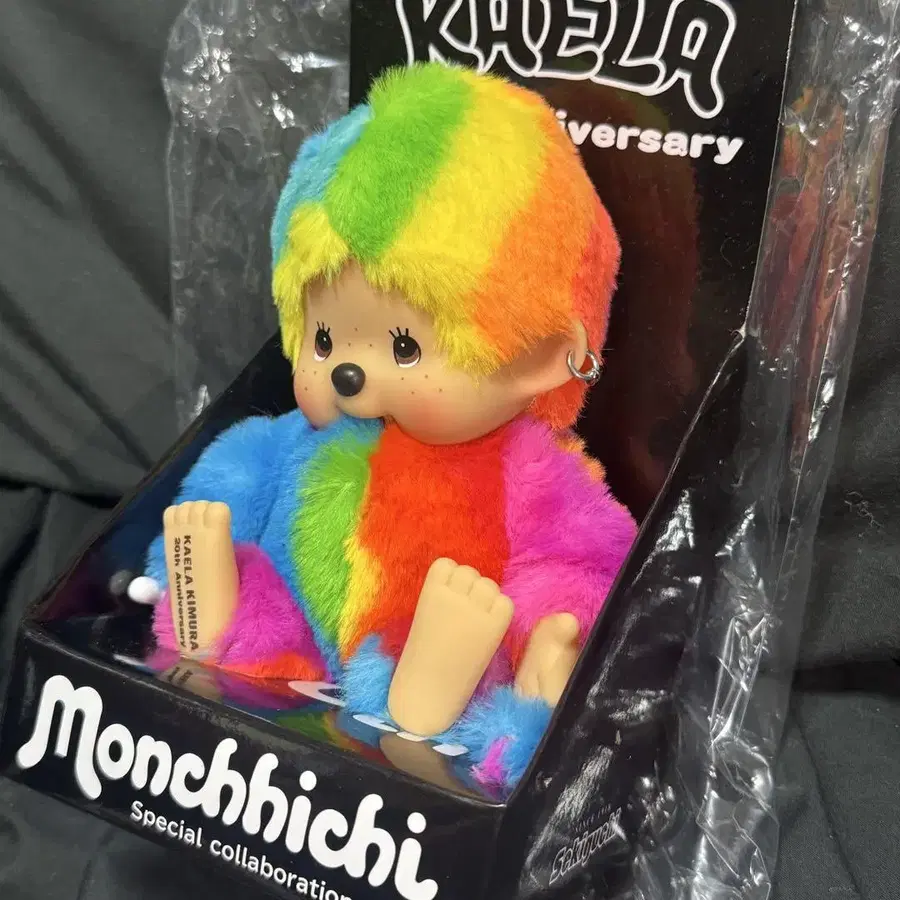 KAELA
iversary
KAELA KIMURA
20th Anniversary
Monchhichi
Special collaboration
Sekiguchi